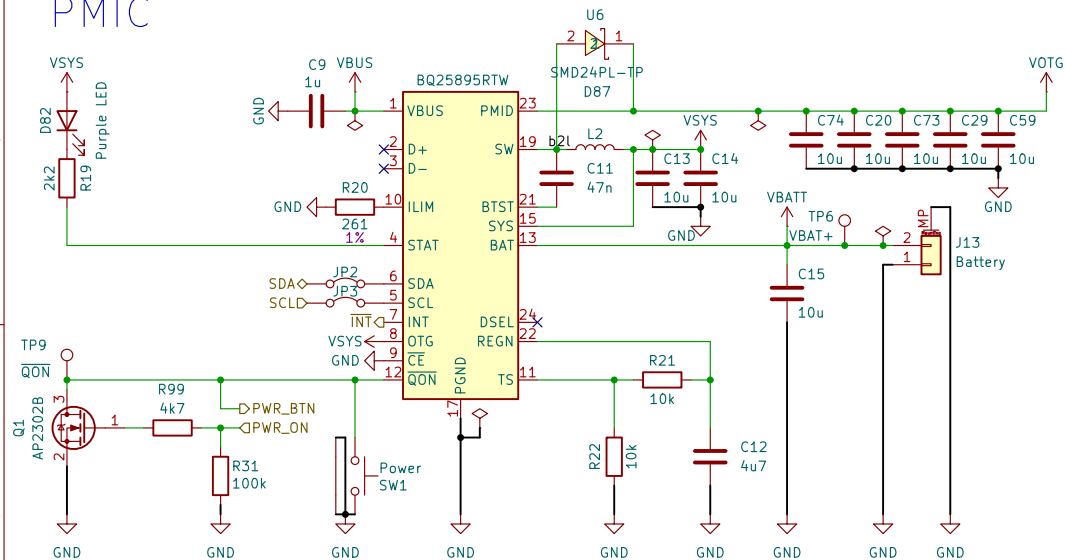 PMIC
U6
2 2 1
SMD24PL-TP
D87
VSYS
C9
1u
VBUS
GND
BQ25895RTW
VOTG
D82
Purple LED
1 VBUS
PMID 23
C74 C20 C73 C29 C59
10u 10u 10u 10u 10u
GND
2 D+
3 D-
SW 19
b2l
L2
VSYS
C11
47n
C13
10u
C14
10u
2k2
R19
R20
261
1%
GND
10 ILIM
BTST 21
SYS 15
GND
VBATT
TP6
VBAT+
MP
4 STAT
BAT 13
2
1
J13
Battery
SDA
JP2
6 SDA
SCL
JP3
5 SCL
C15
10u
INT
7 INT
DSEL 24
VSYS
8 OTG
REGN 22
GND
9 CE
TP9
QON
12 QON
TS 11
R21
10k
PGND
17
R99
4k7
PWR_BTN
PWR_ON
Q1
AP2302B
3
1
2
R31
100k
Power
SW1
R22
10k
C12
4u7
GND GND GND GND GND GND GND GND GND